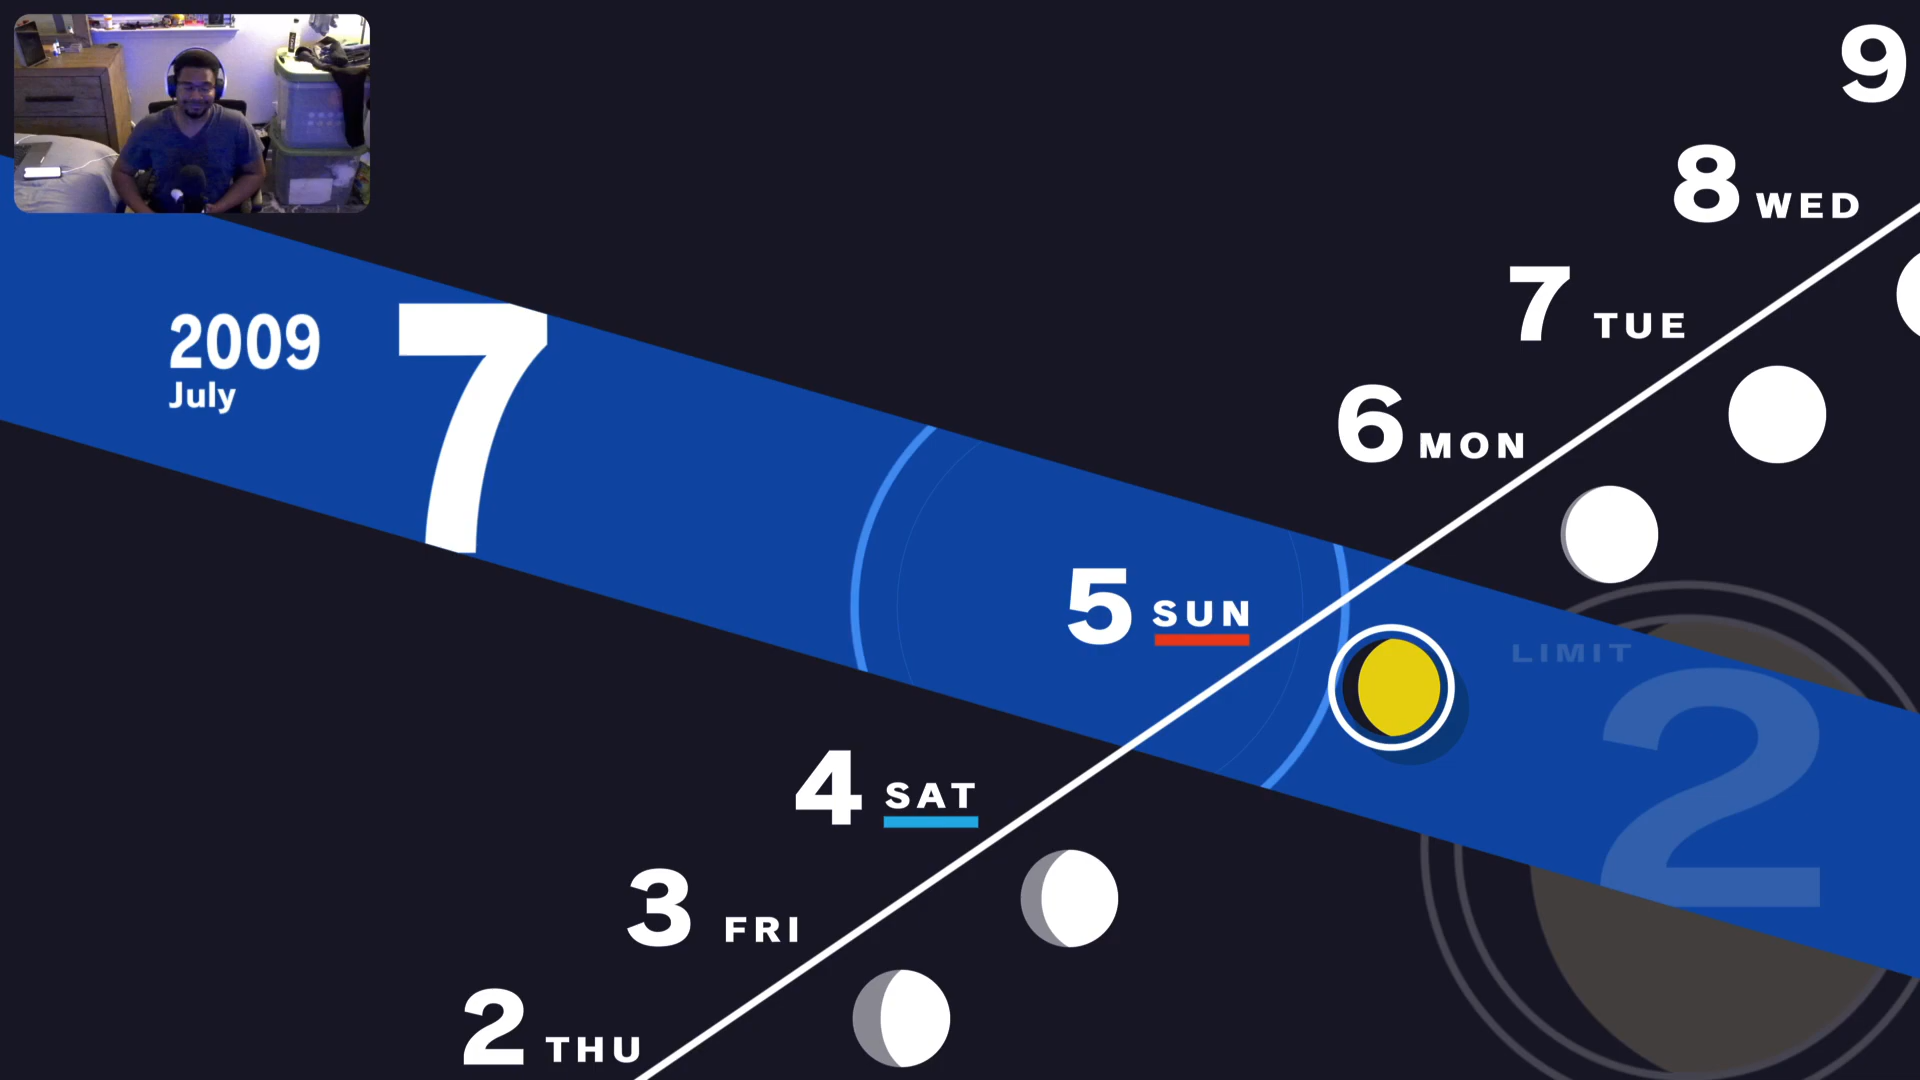 2009
July
7
9
8 WED
7 TUE
6 MON
5 SUN
4 SAT
3 FRI
2 THU
LIMIT
2